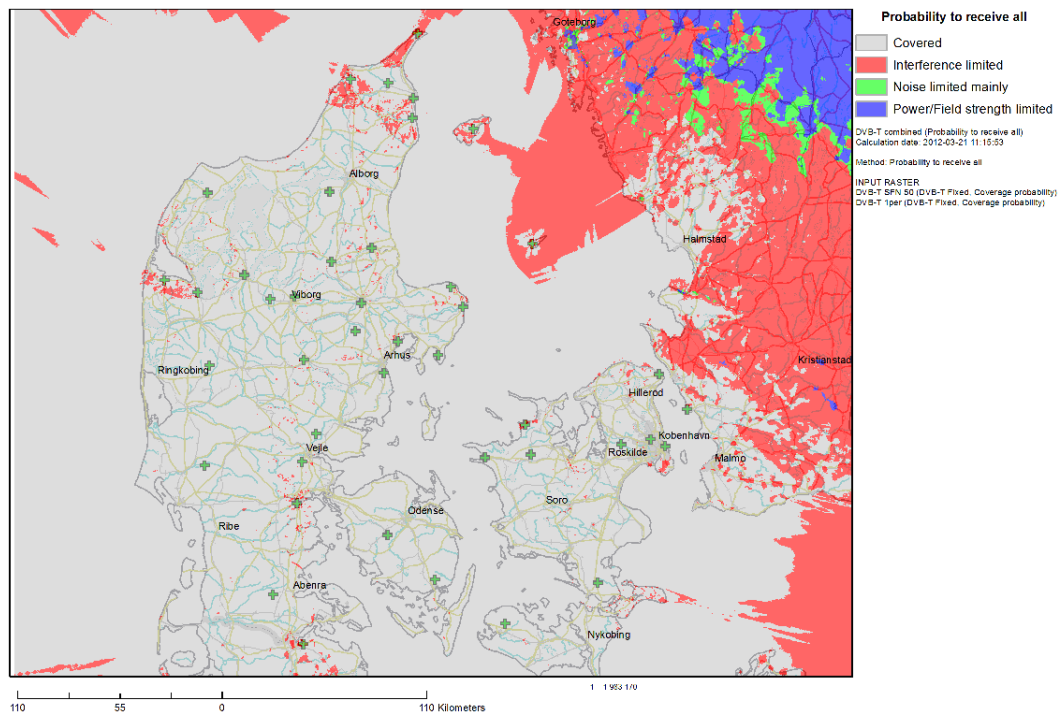 Probability to receive all
Covered
Interference limited
Noise limited mainly
Power/Field strength limited
DVB-T combined (Probability to receive all)
Calculation date: 2012-03-21 11:15:53
Method: Probability to receive all
INPUT RASTER
DVB-T SFN 50 (DVB-T Fixed, Coverage probability)
DVB-T 1per (DVB-T Fixed, Coverage probability)
Goteborg
Alborg
Halmstad
Viborg
Arhus
Ringkobing
Kristianstad
Hillerod
Kobenhavn
Roskilde
Malmo
Vejle
Soro
Odense
Ribe
Abenra
Nykobing
110 55 0 110 Kilometers